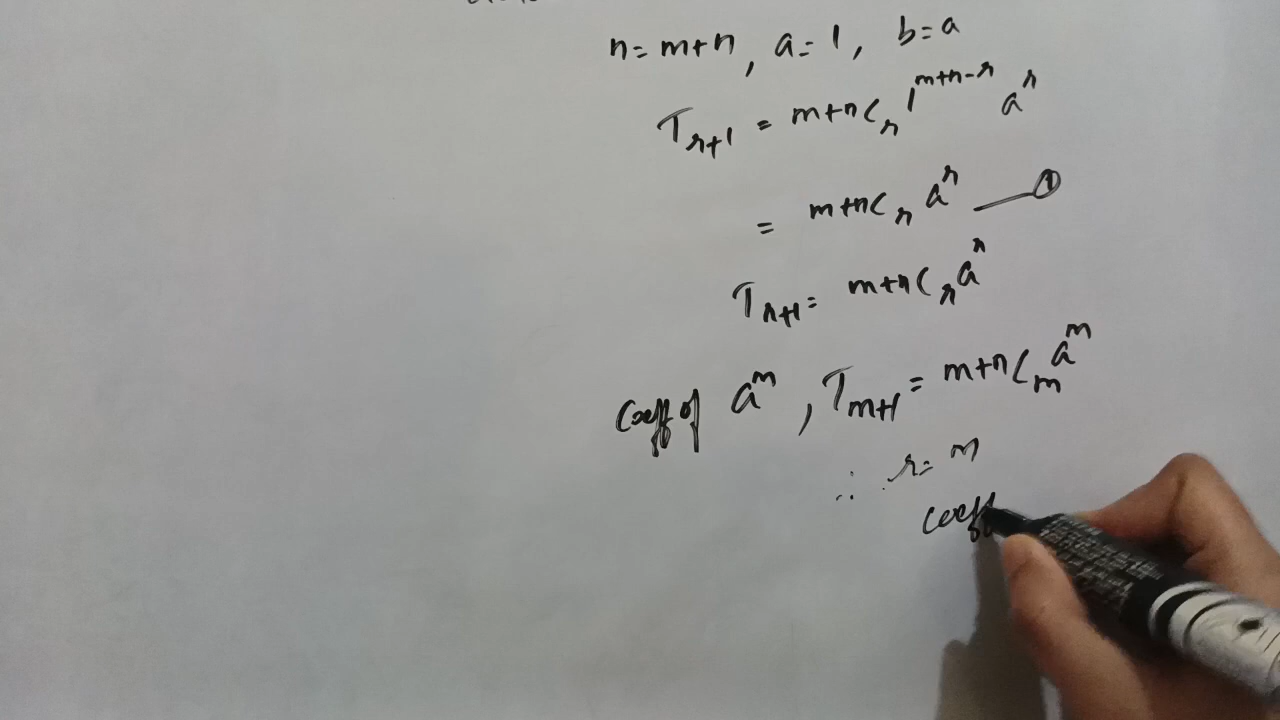 n = m+n, a = 1, b = a
T r+1 = m+n C r 1^m+n-r a^r
= m+n C r a^r — ①
T r+1 = m+n C r a^r
Coeff of a^m, T m+1 = m+n C m a^m
∴ r = m
Coeff